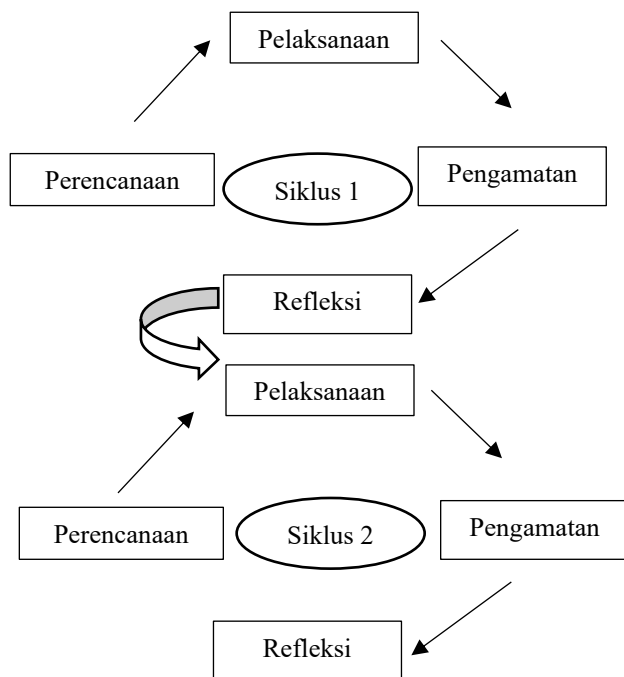 Pelaksanaan
Perencanaan
Siklus 1
Pengamatan
Refleksi
Pelaksanaan
Perencanaan
Siklus 2
Pengamatan
Refleksi